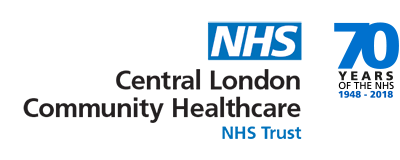 NHS
Central London
Community Healthcare
NHS Trust
70
YEARS
OF THE NHS
1948 - 2018